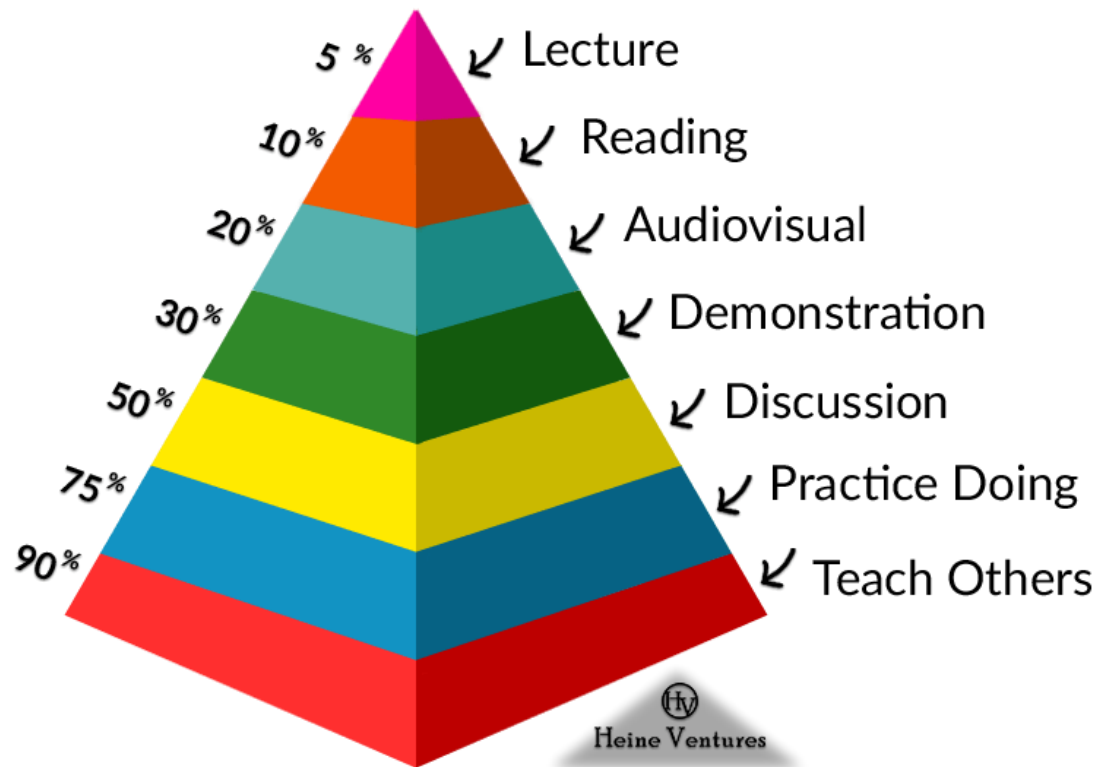 5 % Lecture
10% Reading
20% Audiovisual
30% Demonstration
50% Discussion
75% Practice Doing
90% Teach Others
HV
Heine Ventures